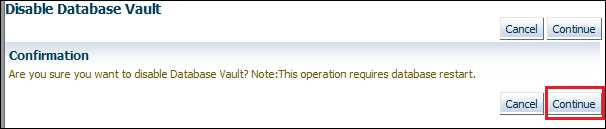 Disable Database Vault
Cancel Continue
Confirmation
Are you sure you want to disable Database Vault? Note:This operation requires database restart.
Cancel Continue